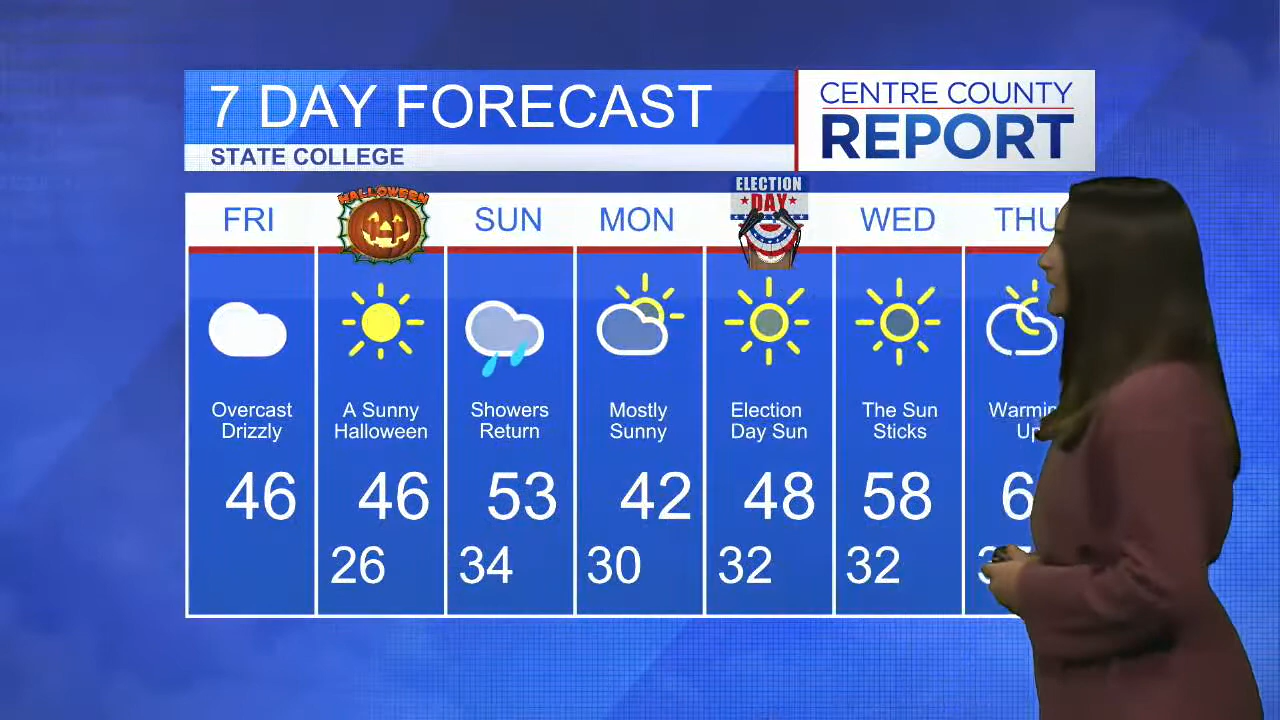 7 DAY FORECAST
CENTRE COUNTY
REPORT
STATE COLLEGE
FRI
HALLOWEEN
SUN
MON
ELECTION
DAY
WED
THU
Overcast
Drizzly
46
A Sunny
Halloween
46
26
Showers
Return
53
34
Mostly
Sunny
42
30
Election
Day Sun
48
32
The Sun
Sticks
58
32
Up